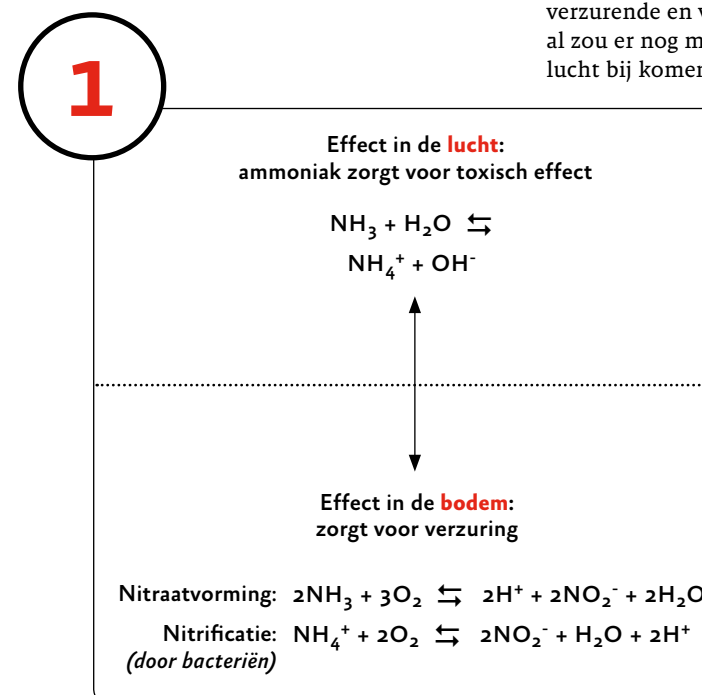 verzurende en
al zou er nog
lucht bij
1
Effect in de lucht:
ammoniak zorgt voor toxisch effect
NH₃ + H₂O ⇆
NH₄⁺ + OH⁻
Effect in de bodem:
zorgt voor verzuring
Nitraatvorming: 2NH₃ + 3O₂ ⇆ 2H⁺ + 2NO₂⁻ + 2H₂O
Nitrificatie: NH₄⁺ + 2O₂ ⇆ 2NO₂⁻ + H₂O + 2H⁺
(door bacteriën)